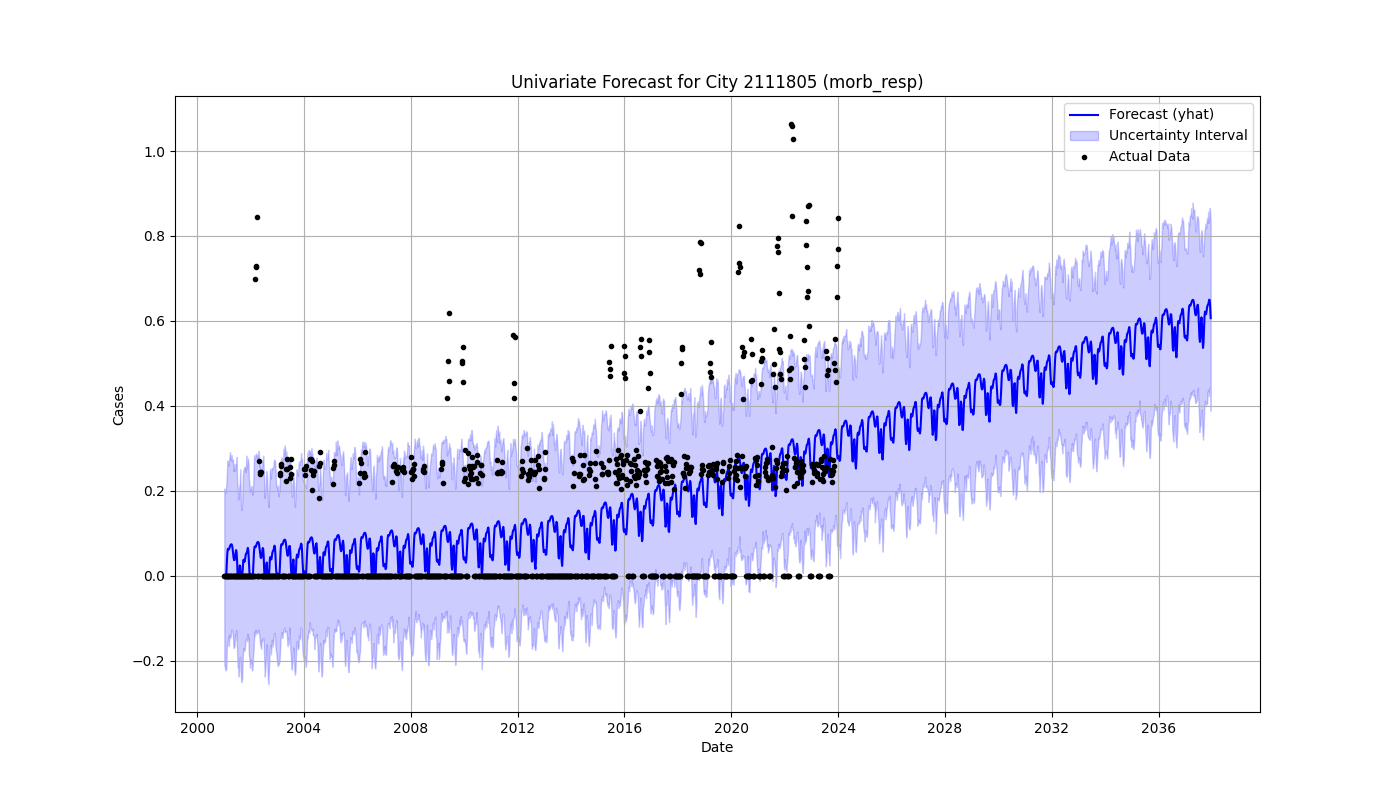 Univariate Forecast for City 2111805 (morb_resp)
Forecast (yhat)
Uncertainty Interval
Actual Data
Cases
1.0
0.8
0.6
0.4
0.2
0.0
−0.2
2000 2004 2008 2012 2016 2020 2024 2028 2032 2036
Date